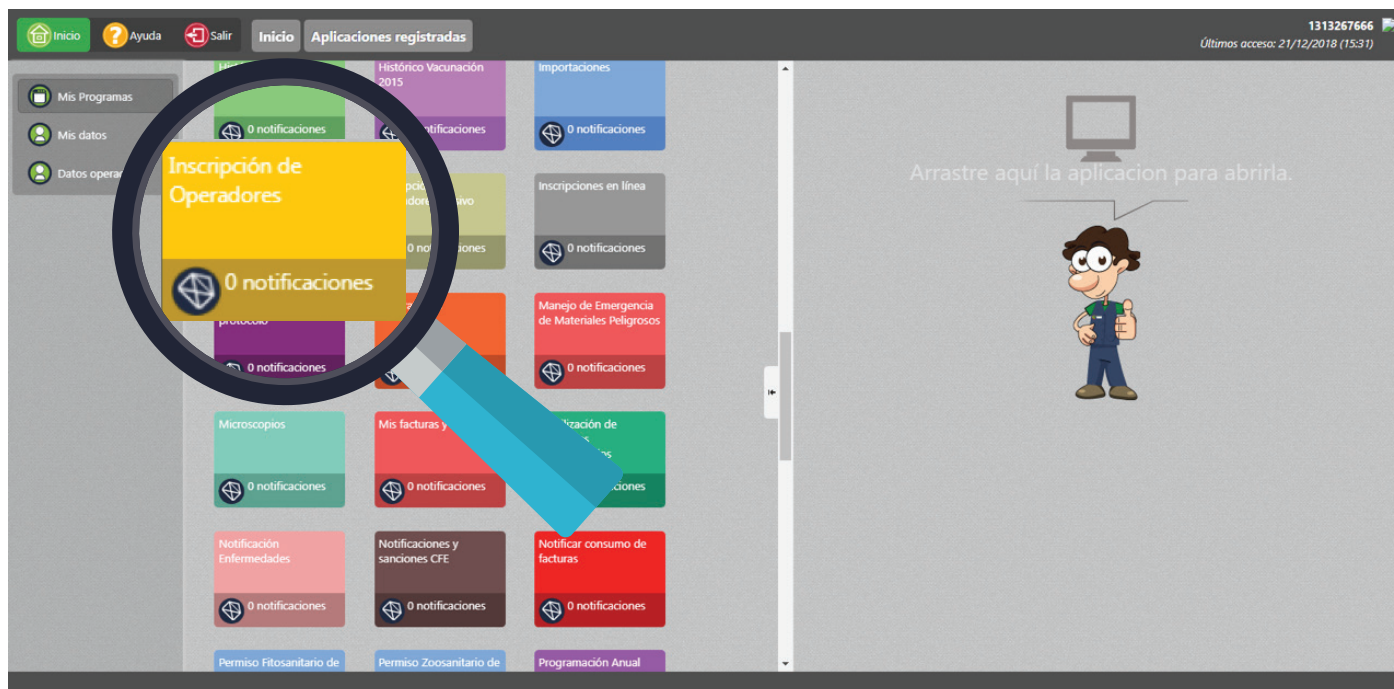 Inicio
Ayuda
Salir
Inicio
Aplicaciones registradas
1313267666
Últimos acceso: 21/12/2018 (15:31)
Mis Programas
Mis datos
Datos
Histórico Vacunación
2015
Importaciones
0 notificaciones
0 notificaciones
Inscripción de
Operadores
0 notificaciones
Inscripciones en línea
0 notificaciones
protocolo
0 notificaciones
Manejo de Emergencia
de Materiales Peligrosos
0 notificaciones
Microscopios
0 notificaciones
Mis facturas y
0 notificaciones
de
Notificación
Enfermedades
0 notificaciones
Notificaciones y
sanciones CFE
0 notificaciones
Notificar consumo de
facturas
0 notificaciones
Permiso Fitosanitario de
Permiso Zoosanitario de
Programación Anual
Arrastre aquí la aplicacion para abrirla.